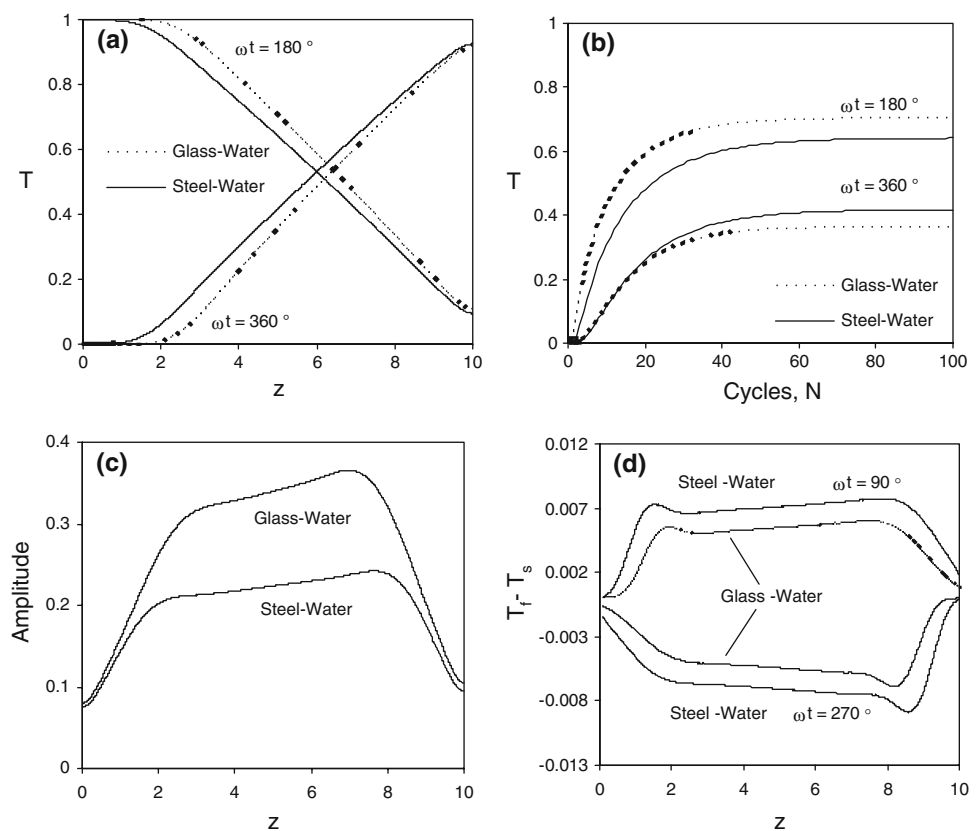 (a)
1
0.8
0.6
0.4
0.2
0
T
0 2 4 6 8 10
z
ωt = 180 °
Glass-Water
Steel-Water
ωt = 360 °
(b)
1
0.8
0.6
0.4
0.2
0
T
0 20 40 60 80 100
Cycles, N
ωt = 180 °
ωt = 360 °
Glass-Water
Steel-Water
(c)
0.4
0.3
0.2
0.1
0
Amplitude
0 2 4 6 8 10
z
Glass-Water
Steel-Water
(d)
0.012
0.007
0.002
-0.003
-0.008
-0.013
Tf- Ts
0 2 4 6 8 10
z
Steel -Water
ωt = 90 °
Glass -Water
Steel -Water
ωt = 270 °